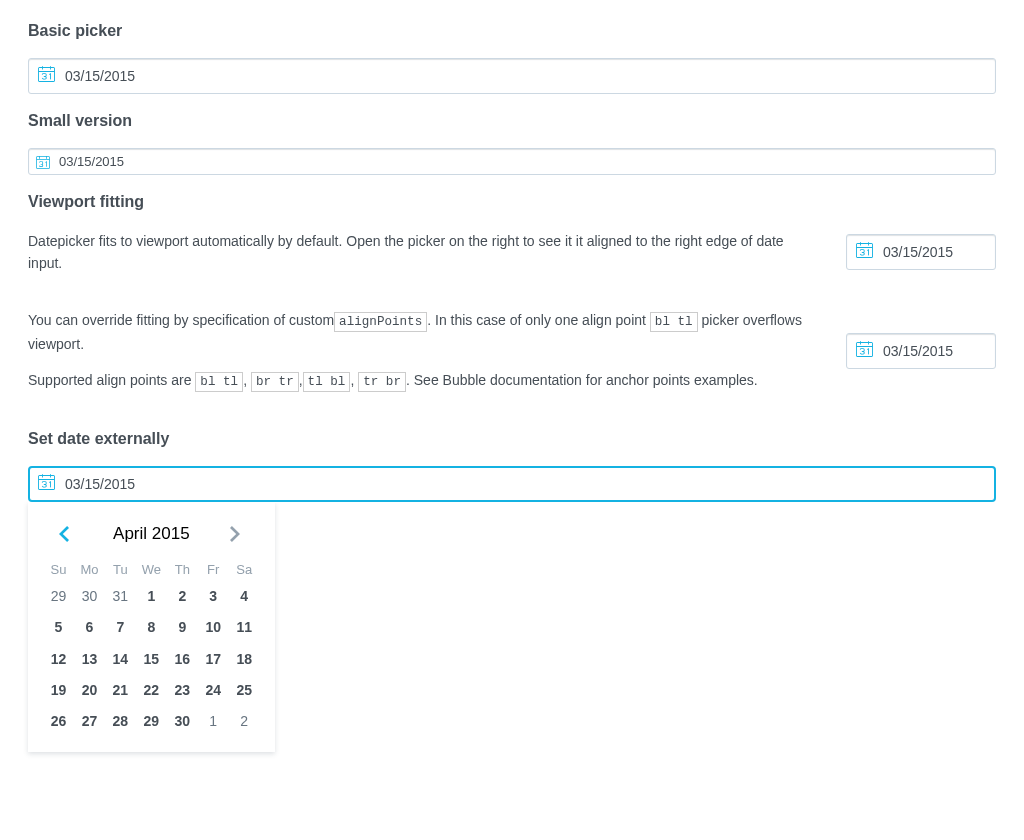 Basic picker
31 03/15/2015
Small version
31 03/15/2015
Viewport fitting
Datepicker fits to viewport automatically by default. Open the picker on the right to see it it aligned to the right edge of date
input.
31 03/15/2015
You can override fitting by specification of custom alignPoints. In this case of only one align point bl tl picker overflows
viewport.
31 03/15/2015
Supported align points are bl tl, br tr, tl bl, tr br. See Bubble documentation for anchor points examples.
Set date externally
31 03/15/2015
April 2015
Su Mo Tu We Th Fr Sa
29 30 31 1 2 3 4
5 6 7 8 9 10 11
12 13 14 15 16 17 18
19 20 21 22 23 24 25
26 27 28 29 30 1 2